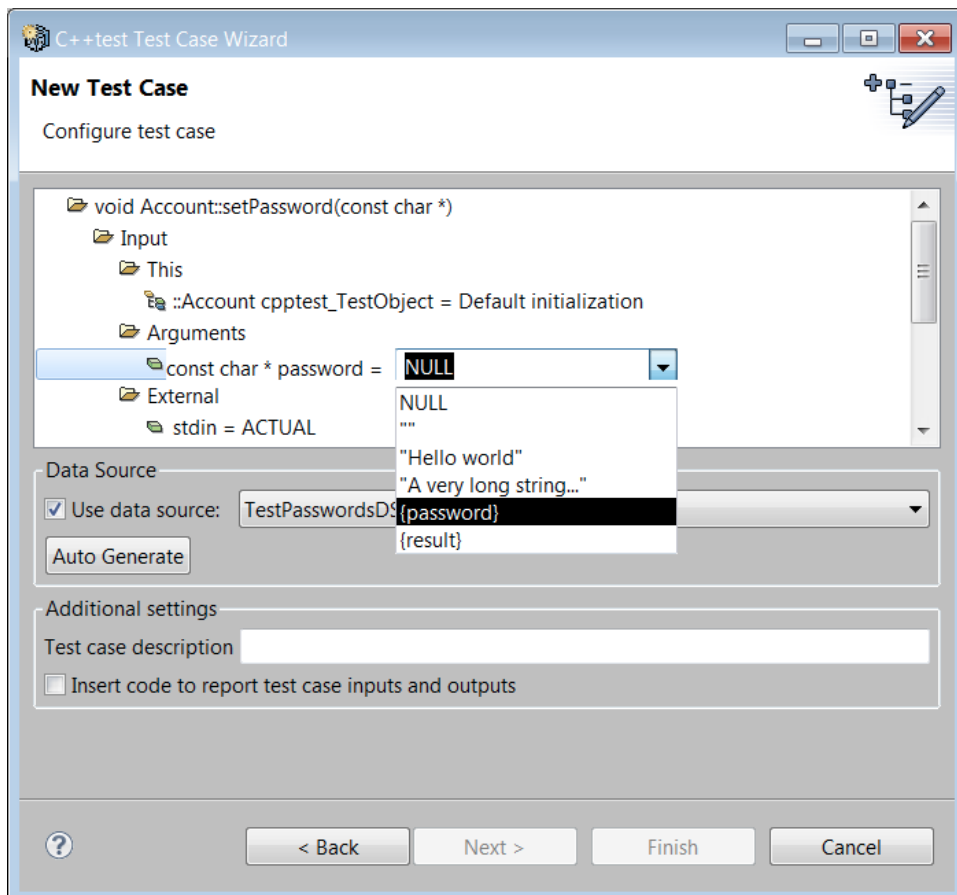 C++test Test Case Wizard
New Test Case
Configure test case
void Account::setPassword(const char *)
Input
This
::Account cpptest_TestObject = Default initialization
Arguments
const char * password = NULL
External
stdin = ACTUAL
NULL
""
"Hello world"
"A very long string..."
{password}
{result}
Data Source
Use data source: TestPasswordsDS
Auto Generate
Additional settings
Test case description
Insert code to report test case inputs and outputs
?
< Back Next > Finish Cancel